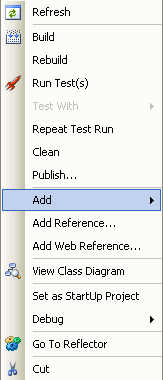 Refresh
Build
Rebuild
Run Test(s)
Test With
Repeat Test Run
Clean
Publish...
Add
Add Reference...
Add Web Reference...
View Class Diagram
Set as StartUp Project
Debug
Go To Reflector
Cut